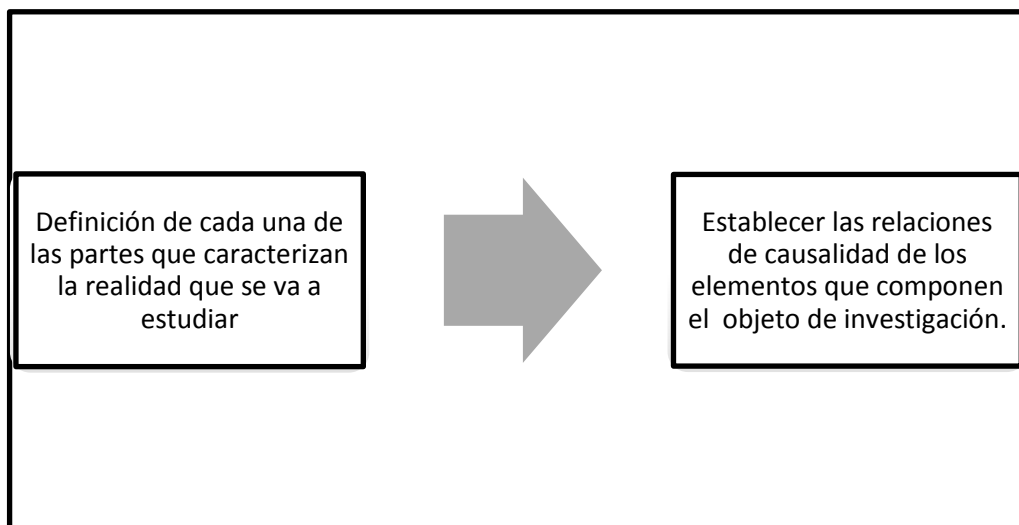 Definición de cada una de
las partes que caracterizan
la realidad que se va a
estudiar
Establecer las relaciones
de causalidad de los
elementos que componen
el  objeto de investigación.